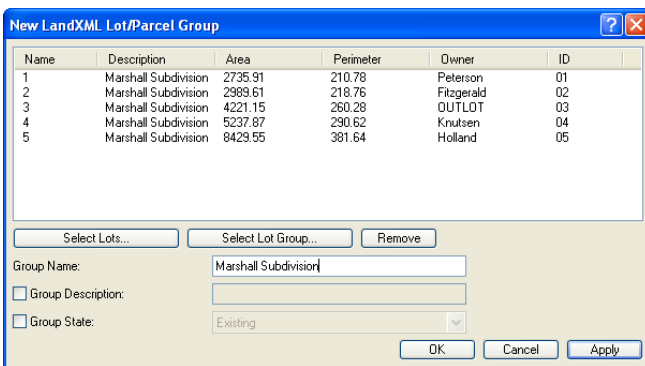 New LandXML Lot/Parcel Group
Name Description Area Perimeter Owner ID
1 Marshall Subdivision 2735.91 210.78 Peterson 01
2 Marshall Subdivision 2989.61 218.76 Fitzgerald 02
3 Marshall Subdivision 4221.15 260.28 OUTLOT 03
4 Marshall Subdivision 5237.87 290.62 Knutsen 04
5 Marshall Subdivision 8429.55 381.64 Holland 05
Select Lots... Select Lot Group... Remove
Group Name: Marshall Subdivision
Group Description:
Group State: Existing
OK Cancel Apply